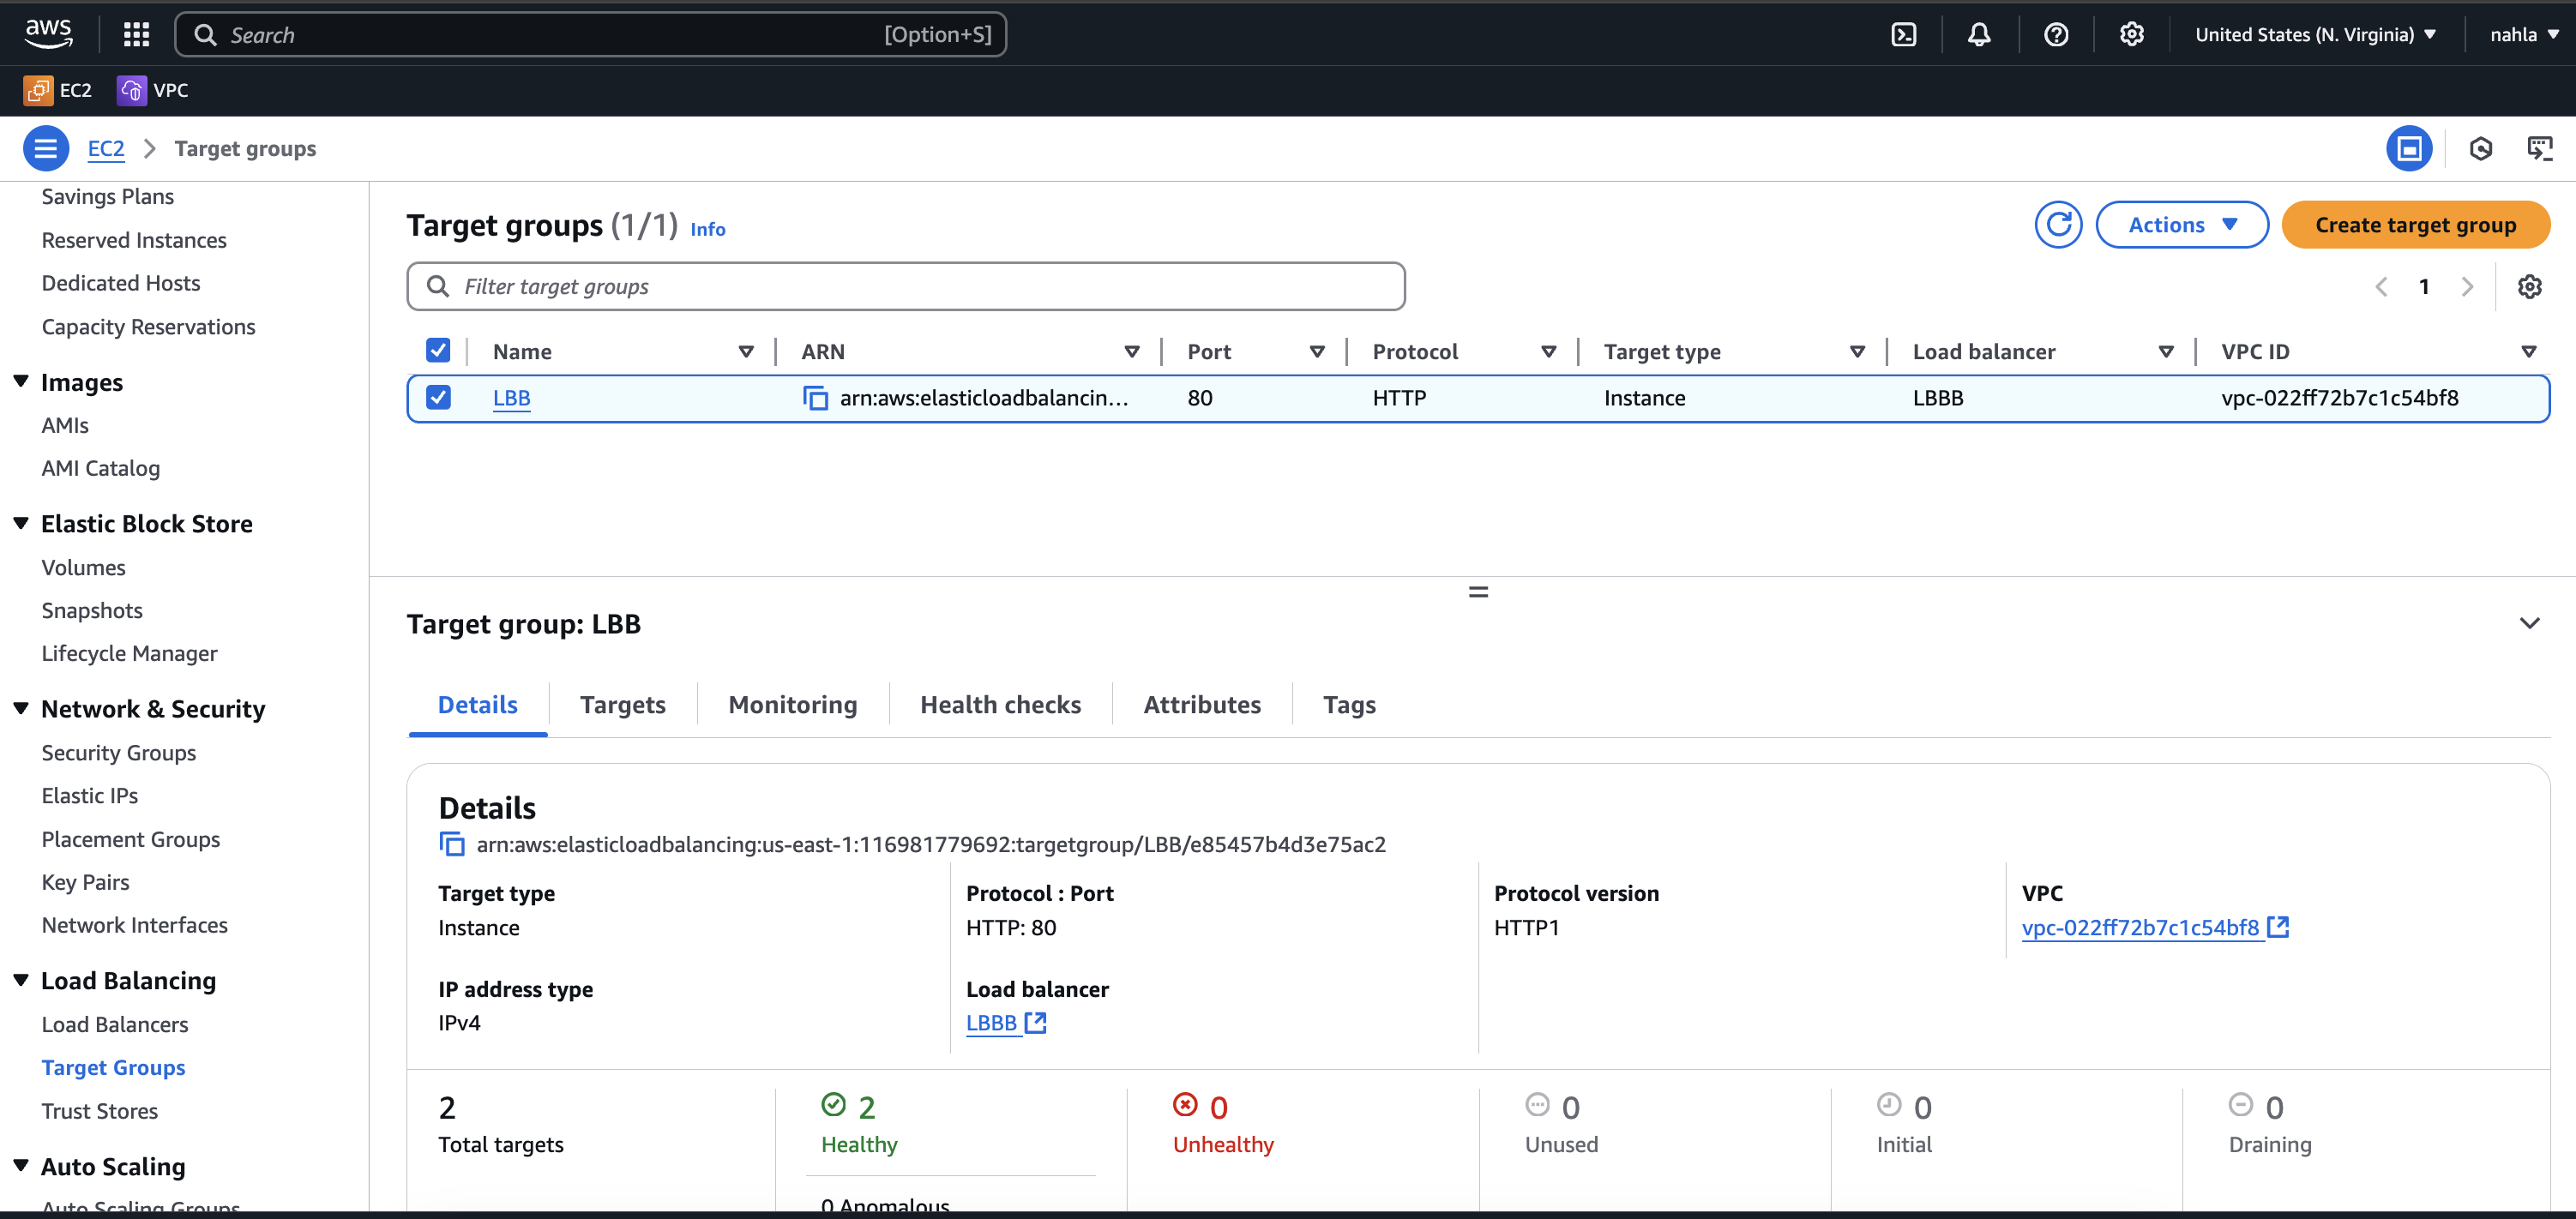 aws
Search [Option+S] United States (N. Virginia) nahla
EC2 VPC
EC2 Target groups
Savings Plans
Reserved Instances
Dedicated Hosts
Capacity Reservations
Images
AMIs
AMI Catalog
Elastic Block Store
Volumes
Snapshots
Lifecycle Manager
Network & Security
Security Groups
Elastic IPs
Placement Groups
Key Pairs
Network Interfaces
Load Balancing
Load Balancers
Target Groups
Trust Stores
Auto Scaling
Auto Scaling Groups
Target groups (1/1) Info
Actions Create target group
Filter target groups
1
Name ARN Port Protocol Target type Load balancer VPC ID
LBB arn:aws:elasticloadbalancin... 80 HTTP Instance LBBB vpc-022ff72b7c1c54bf8
Target group: LBB
Details Targets Monitoring Health checks Attributes Tags
Details
arn:aws:elasticloadbalancing:us-east-1:116981779692:targetgroup/LBB/e85457b4d3e75ac2
Target type Protocol : Port Protocol version VPC
Instance HTTP: 80 HTTP1 vpc-022ff72b7c1c54bf8
IP address type Load balancer
IPv4 LBBB
2 2 0 0 0 0
Total targets Healthy Unhealthy Unused Initial Draining
0 Anomalous